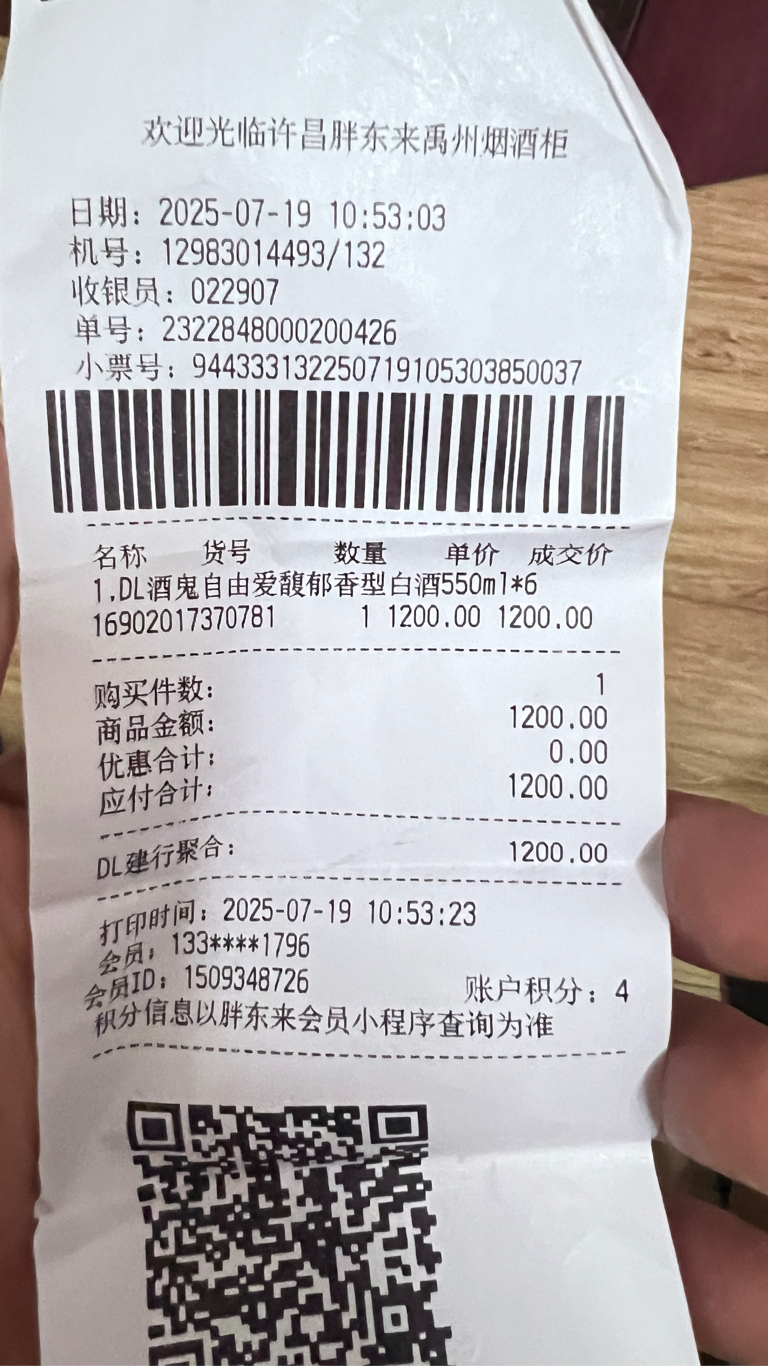 欢迎光临许昌胖东来禹州烟酒柜
日期：2025-07-19 10:53:03
机号：12983014493/132
收银员：022907
单号：2322848000200426
小票号：94433313225071910530385​0037
名称 货号 数量 单价 成交价
1.DL酒鬼自由爱馥郁香型白酒550ml*6
16902017370781 1 1200.00 1200.00
购买件数： 1
商品金额： 1200.00
优惠合计： 0.00
应付合计： 1200.00
DL建行聚合： 1200.00
打印时间：2025-07-19 10:53:23
会员：133****1796
会员ID：1509348726 账户积分：4
积分信息以胖东来会员小程序查询为准